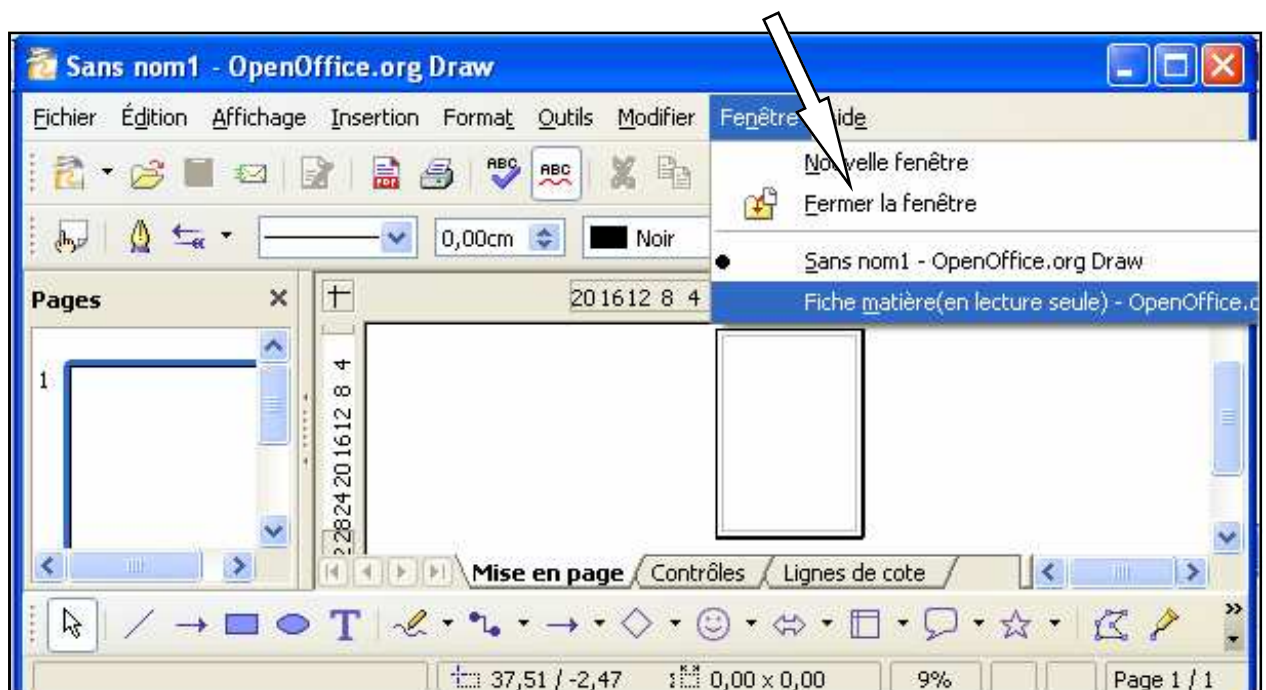 Sans nom1 - OpenOffice.org Draw
Fichier Édition Affichage Insertion Format Outils Modifier Fenêtre
Nouvelle fenêtre
ABC ABC PDF
Fermer la fenêtre
0,00cm Noir
Sans nom1 - OpenOffice.org Draw
Pages
20 16 12 8 4
Fiche matière(en lecture seule) - OpenOffice.
1
4 8 12 16 20 24 28
Mise en page Contrôles Lignes de cote
T
37,51 / -2,47 0,00 x 0,00 9% Page 1 / 1